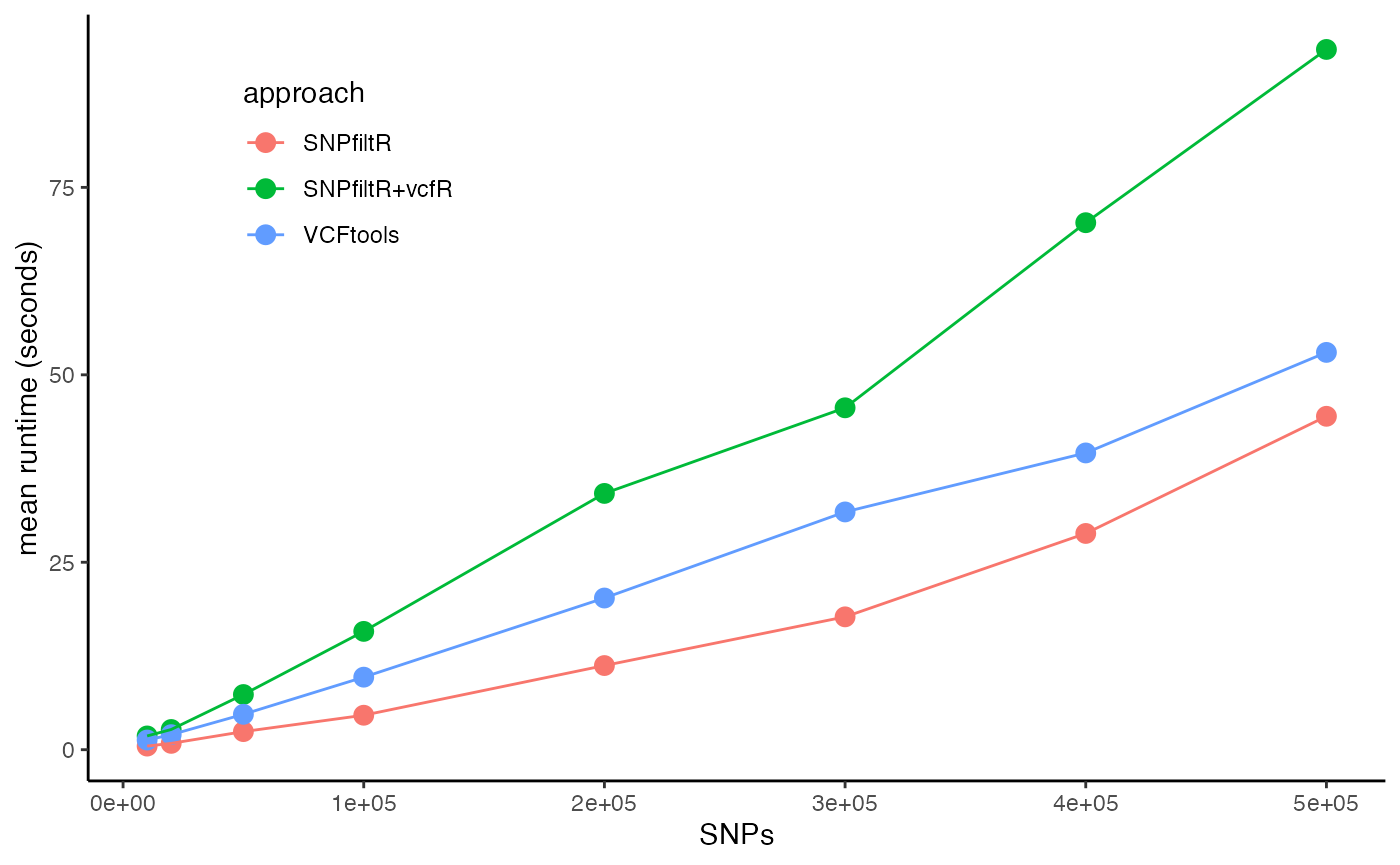 approach
SNPfiltR
SNPfiltR+vcfR
VCFtools
mean runtime (seconds)
75
50
25
0
0e+00 1e+05 2e+05 3e+05 4e+05 5e+05
SNPs